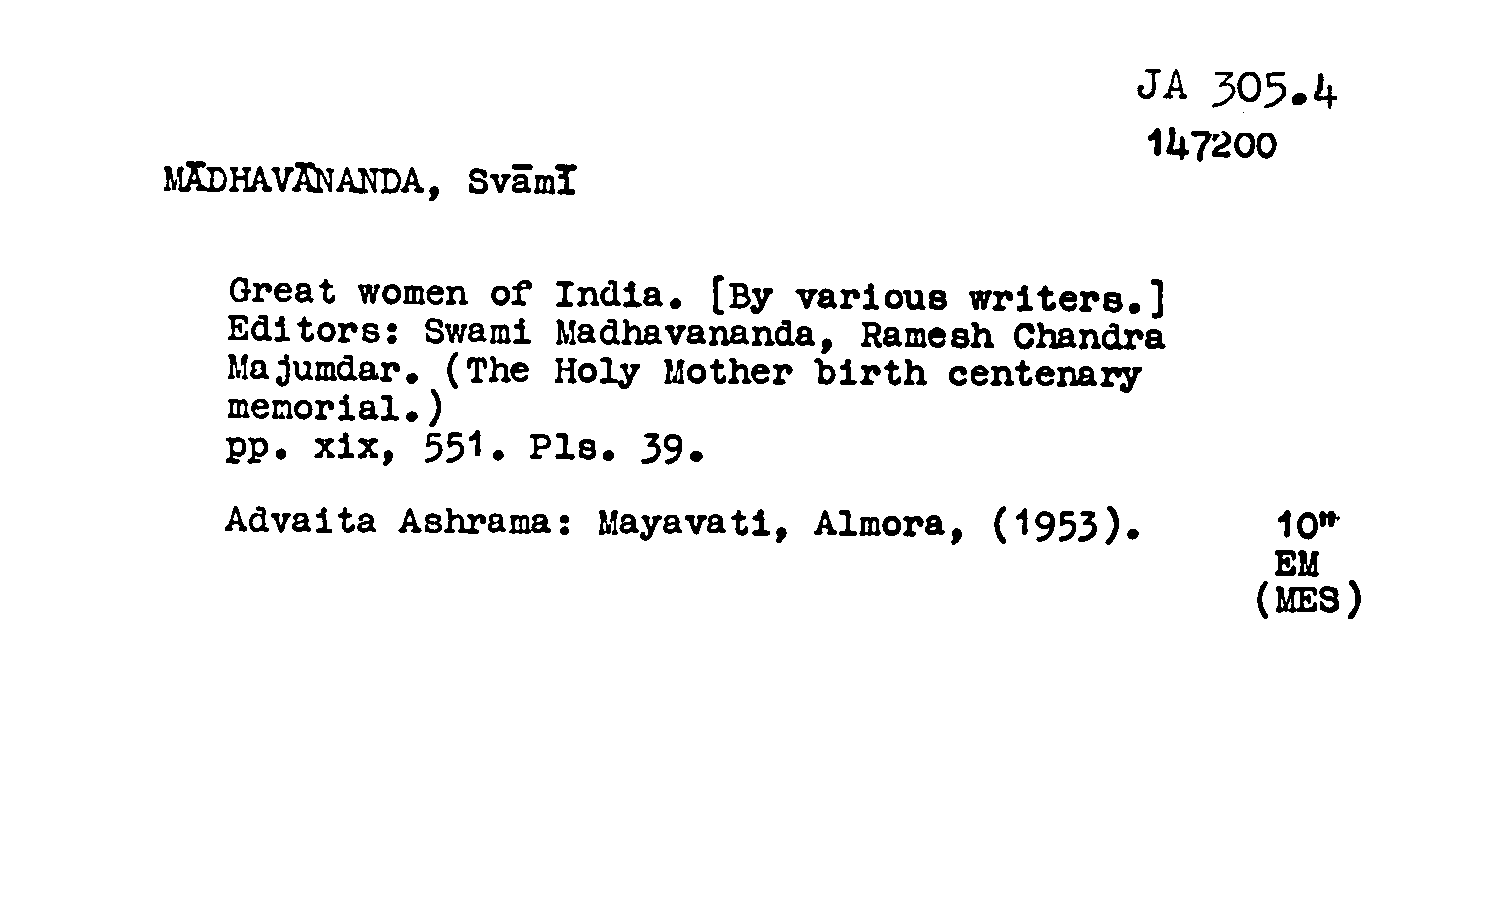 JA 305.4
147200
MĀDHAVĀNANDA, Svāmī
Great women of India. [By various writers.]
Editors: Swami Madhavananda, Ramesh Chandra
Majumdar. (The Holy Mother birth centenary
memorial.)
pp. xix, 551. Pls. 39.
Advaita Ashrama: Mayavati, Almora, (1953). 10"
EM
(MES)